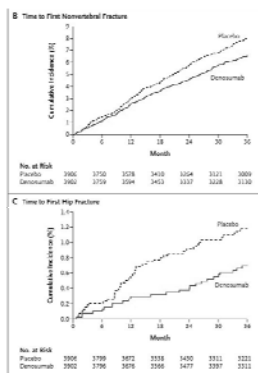 B Time to First Nonvertebral Fracture
Cumulative Incidence (%)
9
8
7
6
5
4
3
2
1
0
Placebo
Denosumab
0 6 12 18 24 30 36
Month
No. at Risk
Placebo 3906 3750 3578 3410 3264 3121 3009
Denosumab 3902 3759 3594 3453 3337 3228 3130
C Time to First Hip Fracture
Cumulative Incidence (%)
1.4
1.2
1.0
0.8
0.6
0.4
0.2
0.0
Placebo
Denosumab
0 6 12 18 24 30 36
Month
No. at Risk
Placebo 3906 3799 3672 3538 3430 3311 3221
Denosumab 3902 3796 3676 3566 3477 3397 3311